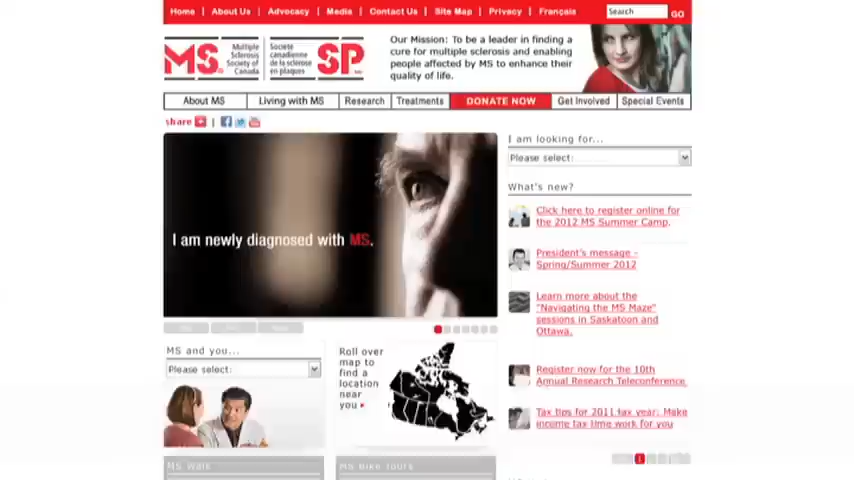 Home | About Us | Advocacy | Media | Contact Us | Site Map | Privacy | Français
Search GO
MS Multiple
Sclerosis
Society of
Canada
Société
canadienne
de la sclérose
en plaques SP
Our Mission: To be a leader in finding a
cure for multiple sclerosis and enabling
people affected by MS to enhance their
quality of life.
About MS
Living with MS
Research
Treatments
DONATE NOW
Get Involved
Special Events
share
I am newly diagnosed with MS.
I am looking for...
Please select:
What's new?
Click here to register online for
the 2012 MS Summer Camp.
President's message -
Spring/Summer 2012
Learn more about the
"Navigating the MS Maze"
sessions in Saskatoon and
Ottawa.
Register now for the 10th
Annual Research Teleconference
Tax tips for 2011 tax year: Make
income tax time work for you
1
MS and you...
Please select:
Roll over
map to
find a
location
near
you
MS Walk
MS Bike Tours